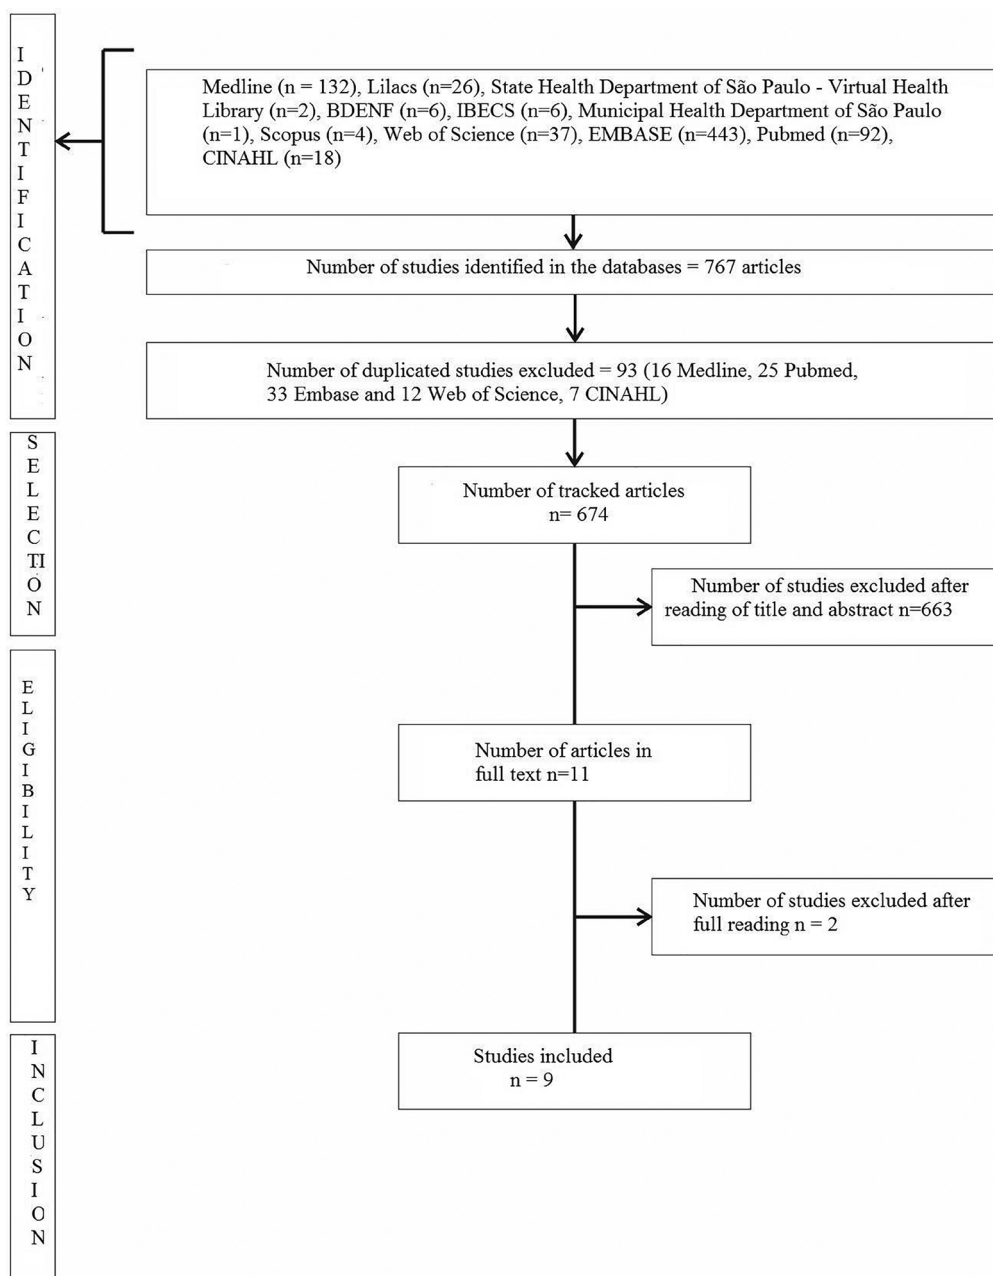 IDENTIFICATION
Medline (n = 132), Lilacs (n=26), State Health Department of São Paulo - Virtual Health
Library (n=2), BDENF (n=6), IBECS (n=6), Municipal Health Department of São Paulo
(n=1), Scopus (n=4), Web of Science (n=37), EMBASE (n=443), Pubmed (n=92),
CINAHL (n=18)
Number of studies identified in the databases = 767 articles
Number of duplicated studies excluded = 93 (16 Medline, 25 Pubmed,
33 Embase and 12 Web of Science, 7 CINAHL)
SELECTION
Number of tracked articles
n= 674
Number of studies excluded after
reading of title and abstract n=663
ELIGIBILITY
Number of articles in
full text n=11
Number of studies excluded after
full reading n = 2
INCLUSION
Studies included
n = 9